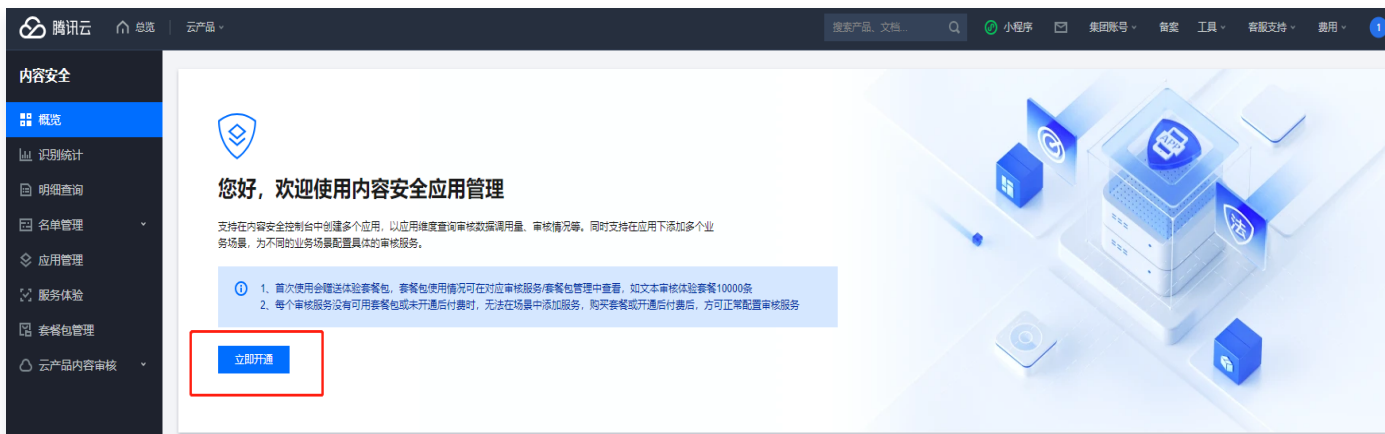 腾讯云 总览 云产品 搜索产品、文档... 小程序 集团账号 备案 工具 客服支持 费用 1
内容安全
概览
识别统计
明细查询
名单管理
应用管理
服务体验
套餐包管理
云产品内容审核
您好，欢迎使用内容安全应用管理
支持在内容安全控制台中创建多个应用，以应用维度查询审核数据调用量、审核情况等。同时支持在应用下添加多个业
务场景，为不同的业务场景配置具体的审核服务。
1、首次使用会赠送体验套餐包，套餐包使用情况可在对应审核服务/套餐包管理中查看，如文本审核体验套餐10000条
2、每个审核服务没有可用套餐包或未开通后付费时，无法在场景中添加服务，购买套餐或开通后付费后，方可正常配置审核服务
立即开通
APP
法